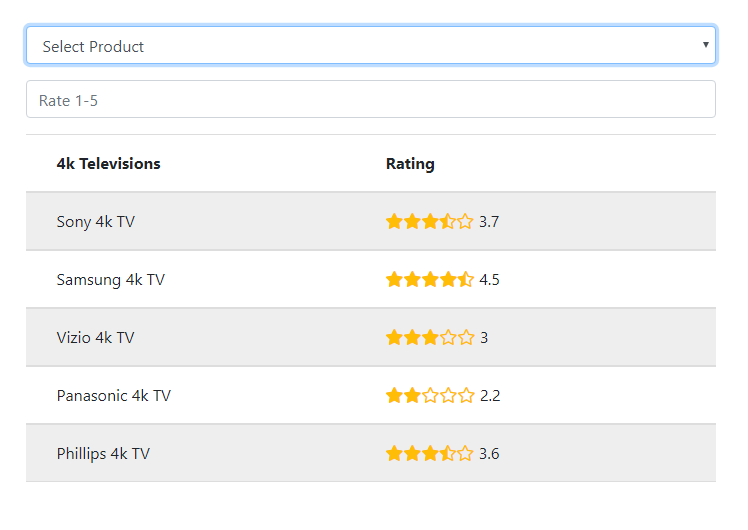 Select Product
Rate 1-5
4k Televisions Rating
Sony 4k TV 3.7
Samsung 4k TV 4.5
Vizio 4k TV 3
Panasonic 4k TV 2.2
Phillips 4k TV 3.6